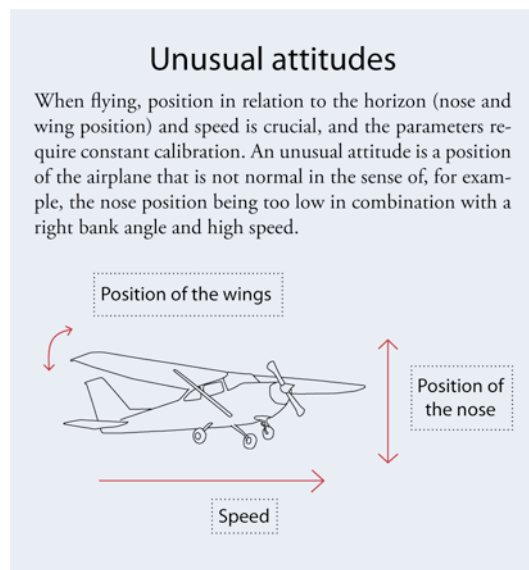 Unusual attitudes
When flying, position in relation to the horizon (nose and
wing position) and speed is crucial, and the parameters re-
quire constant calibration. An unusual attitude is a position
of the airplane that is not normal in the sense of, for exam-
ple, the nose position being too low in combination with a
right bank angle and high speed.
Position of the wings
Position of
the nose
Speed